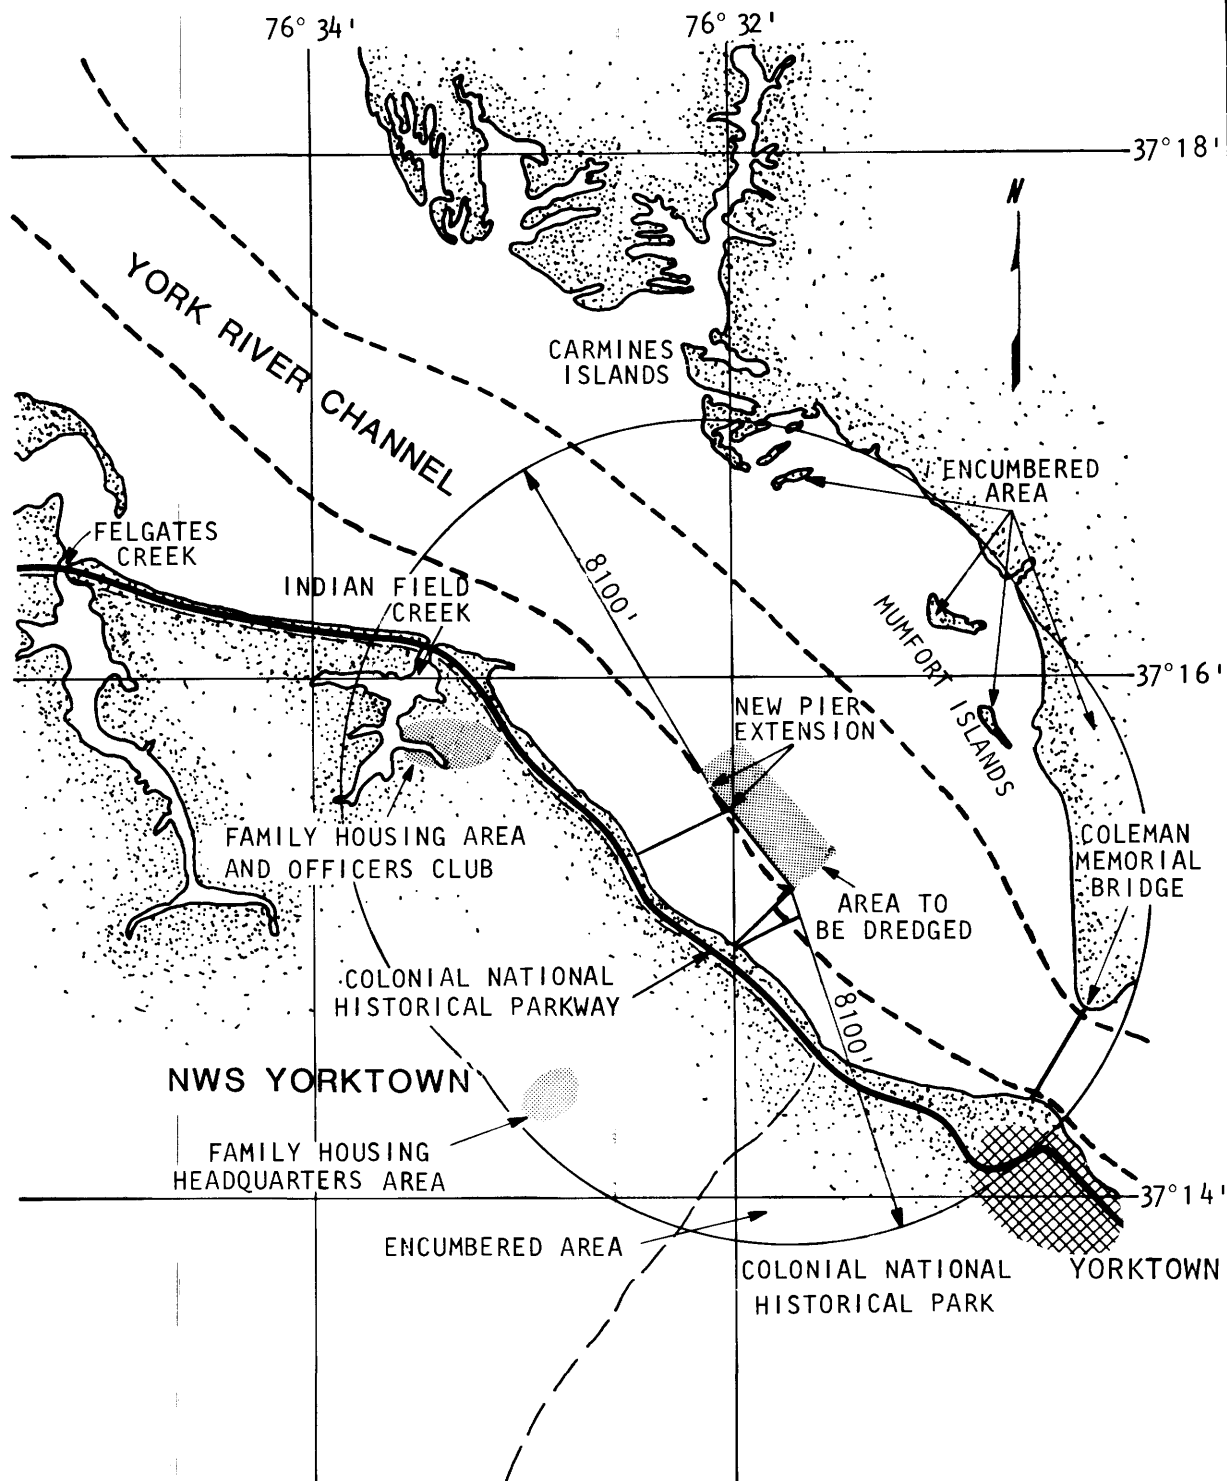 76° 34'
76° 32'
37°18'
N
YORK RIVER CHANNEL
CARMINES
ISLANDS
ENCUMBERED
AREA
FELGATES
CREEK
INDIAN FIELD
CREEK
8100'
MUMFORT ISLANDS
37°16'
NEW PIER
EXTENSION
FAMILY HOUSING AREA
AND OFFICERS CLUB
COLEMAN
MEMORIAL
BRIDGE
AREA TO
BE DREDGED
COLONIAL NATIONAL
HISTORICAL PARKWAY
8100'
NWS YORKTOWN
FAMILY HOUSING
HEADQUARTERS AREA
37°14'
ENCUMBERED AREA
COLONIAL NATIONAL
HISTORICAL PARK
YORKTOWN